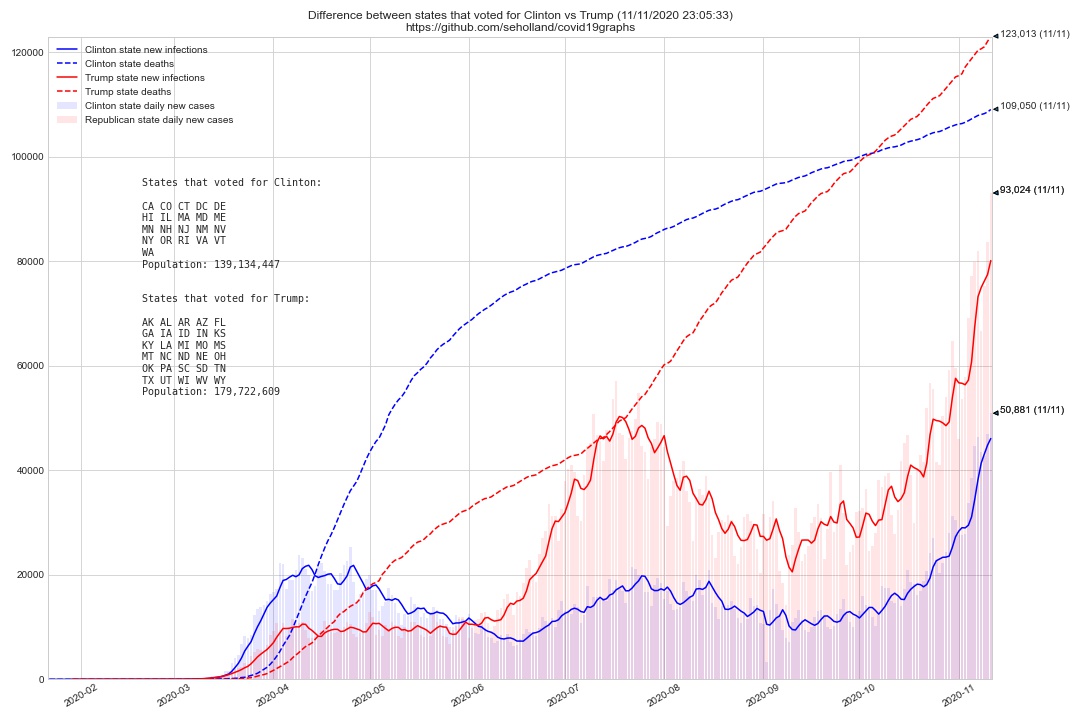 Difference between states that voted for Clinton vs Trump (11/11/2020 23:05:33)
https://github.com/seholland/covid19graphs
Clinton state new infections
Clinton state deaths
Trump state new infections
Trump state deaths
Clinton state daily new cases
Republican state daily new cases
States that voted for Clinton:
CA CO CT DC DE
HI IL MA MD ME
MN NH NJ NM NV
NY OR RI VA VT
WA
Population: 139,134,447
States that voted for Trump:
AK AL AR AZ FL
GA IA ID IN KS
KY LA MI MO MS
MT NC ND NE OH
OK PA SC SD TN
TX UT WI WV WY
Population: 179,722,609
120000
100000
80000
60000
40000
20000
0
123,013 (11/11)
109,050 (11/11)
93,024 (11/11)
50,881 (11/11)
2020-02
2020-03
2020-04
2020-05
2020-06
2020-07
2020-08
2020-09
2020-10
2020-11